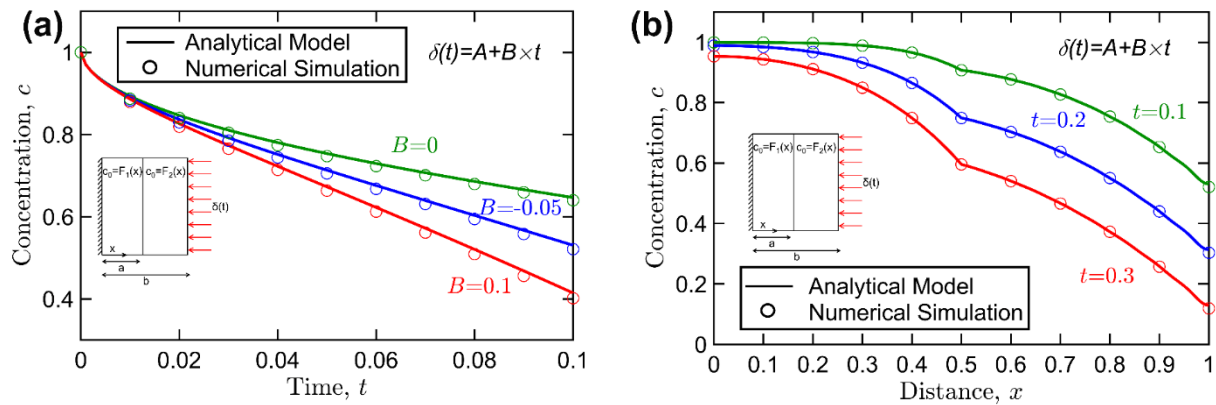 (a)
Analytical Model
Numerical Simulation
δ(t)=A+B×t
Concentration, c
1
0.8
0.6
0.4
B=0
B=-0.05
B=0.1
c₀=F₁(x) c₀=F₂(x)
δ(t)
x
a
b
0 0.02 0.04 0.06 0.08 0.1
Time, t
(b)
δ(t)=A+B×t
Concentration, c
1
0.8
0.6
0.4
0.2
0
t=0.1
t=0.2
t=0.3
c₀=F₁(x) c₀=F₂(x)
δ(t)
x
a
b
Analytical Model
Numerical Simulation
0 0.1 0.2 0.3 0.4 0.5 0.6 0.7 0.8 0.9 1
Distance, x